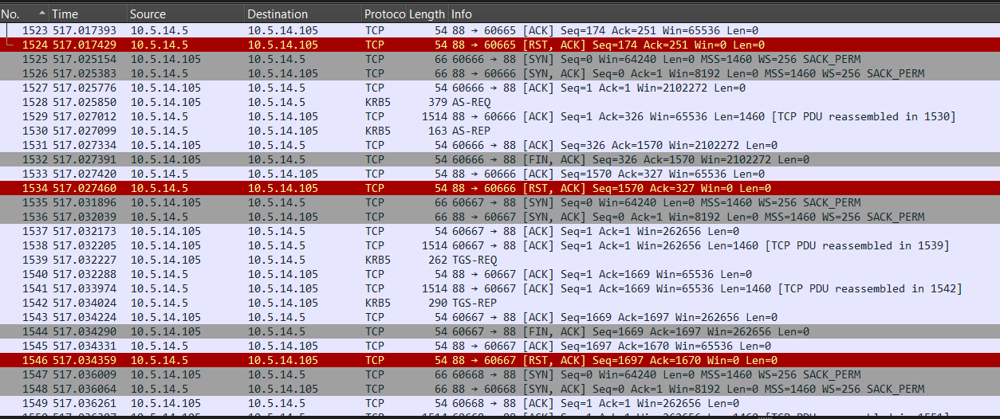 No. Time Source Destination Protoco Length Info
1523 517.017393 10.5.14.5 10.5.14.105 TCP 54 88 → 60665 [ACK] Seq=174 Ack=251 Win=65536 Len=0
1524 517.017429 10.5.14.5 10.5.14.105 TCP 54 88 → 60665 [RST, ACK] Seq=174 Ack=251 Win=0 Len=0
1525 517.025154 10.5.14.105 10.5.14.5 TCP 66 60666 → 88 [SYN] Seq=0 Win=64240 Len=0 MSS=1460 WS=256 SACK_PERM
1526 517.025383 10.5.14.5 10.5.14.105 TCP 66 88 → 60666 [SYN, ACK] Seq=0 Ack=1 Win=8192 Len=0 MSS=1460 WS=256 SACK_PERM
1527 517.025776 10.5.14.105 10.5.14.5 TCP 54 60666 → 88 [ACK] Seq=1 Ack=1 Win=2102272 Len=0
1528 517.025850 10.5.14.105 10.5.14.5 KRB5 379 AS-REQ
1529 517.027012 10.5.14.5 10.5.14.105 TCP 1514 88 → 60666 [ACK] Seq=1 Ack=326 Win=65536 Len=1460 [TCP PDU reassembled in 1530]
1530 517.027099 10.5.14.5 10.5.14.105 KRB5 163 AS-REP
1531 517.027334 10.5.14.105 10.5.14.5 TCP 54 60666 → 88 [ACK] Seq=326 Ack=1570 Win=2102272 Len=0
1532 517.027391 10.5.14.105 10.5.14.5 TCP 54 60666 → 88 [FIN, ACK] Seq=326 Ack=1570 Win=2102272 Len=0
1533 517.027420 10.5.14.5 10.5.14.105 TCP 54 88 → 60666 [ACK] Seq=1570 Ack=327 Win=65536 Len=0
1534 517.027460 10.5.14.5 10.5.14.105 TCP 54 88 → 60666 [RST, ACK] Seq=1570 Ack=327 Win=0 Len=0
1535 517.031896 10.5.14.105 10.5.14.5 TCP 66 60667 → 88 [SYN] Seq=0 Win=64240 Len=0 MSS=1460 WS=256 SACK_PERM
1536 517.032039 10.5.14.5 10.5.14.105 TCP 66 88 → 60667 [SYN, ACK] Seq=0 Ack=1 Win=8192 Len=0 MSS=1460 WS=256 SACK_PERM
1537 517.032173 10.5.14.105 10.5.14.5 TCP 54 60667 → 88 [ACK] Seq=1 Ack=1 Win=262656 Len=0
1538 517.032205 10.5.14.105 10.5.14.5 TCP 1514 60667 → 88 [ACK] Seq=1 Ack=1 Win=262656 Len=1460 [TCP PDU reassembled in 1539]
1539 517.032227 10.5.14.105 10.5.14.5 KRB5 262 TGS-REQ
1540 517.032288 10.5.14.5 10.5.14.105 TCP 54 88 → 60667 [ACK] Seq=1 Ack=1669 Win=65536 Len=0
1541 517.033974 10.5.14.5 10.5.14.105 TCP 1514 88 → 60667 [ACK] Seq=1 Ack=1669 Win=65536 Len=1460 [TCP PDU reassembled in 1542]
1542 517.034024 10.5.14.5 10.5.14.105 KRB5 290 TGS-REP
1543 517.034224 10.5.14.105 10.5.14.5 TCP 54 60667 → 88 [ACK] Seq=1669 Ack=1697 Win=262656 Len=0
1544 517.034290 10.5.14.105 10.5.14.5 TCP 54 60667 → 88 [FIN, ACK] Seq=1669 Ack=1697 Win=262656 Len=0
1545 517.034331 10.5.14.5 10.5.14.105 TCP 54 88 → 60667 [ACK] Seq=1697 Ack=1670 Win=65536 Len=0
1546 517.034359 10.5.14.5 10.5.14.105 TCP 54 88 → 60667 [RST, ACK] Seq=1697 Ack=1670 Win=0 Len=0
1547 517.036009 10.5.14.105 10.5.14.5 TCP 66 60668 → 88 [SYN] Seq=0 Win=64240 Len=0 MSS=1460 WS=256 SACK_PERM
1548 517.036064 10.5.14.5 10.5.14.105 TCP 66 88 → 60668 [SYN, ACK] Seq=0 Ack=1 Win=8192 Len=0 MSS=1460 WS=256 SACK_PERM
1549 517.036261 10.5.14.105 10.5.14.5 TCP 54 60668 → 88 [ACK] Seq=1 Ack=1 Win=262656 Len=0